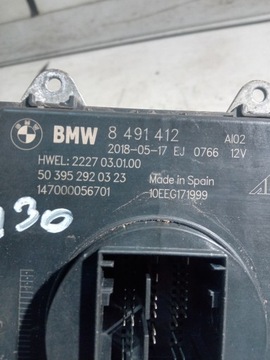 BMW 8 491 412 AI02
2018-05-17 EJ 0766 12V
HWEL: 2227 03.01.00
50 395 292 03 23 Made in Spain
147000056701 10EEG171999
130